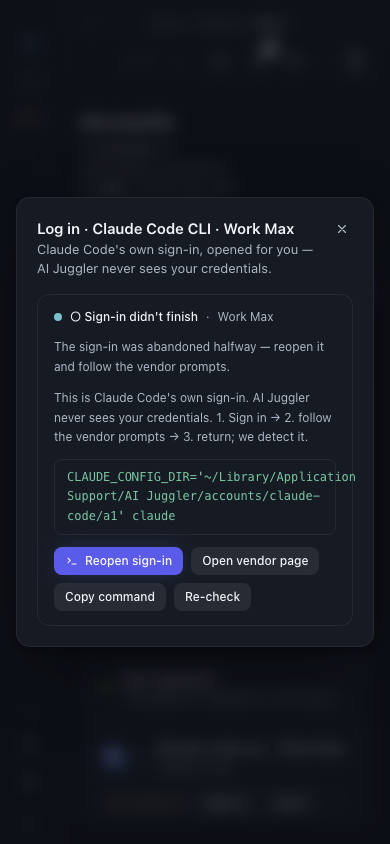 Log in · Claude Code CLI · Work Max
Claude Code's own sign-in, opened for you —
AI Juggler never sees your credentials.
Sign-in didn't finish · Work Max
The sign-in was abandoned halfway — reopen it
and follow the vendor prompts.
This is Claude Code's own sign-in. AI Juggler
never sees your credentials. 1. Sign in → 2. follow
the vendor prompts → 3. return; we detect it.
CLAUDE_CONFIG_DIR='~/Library/Application
Support/AI Juggler/accounts/claude-
code/a1' claude
Reopen sign-in
Open vendor page
Copy command
Re-check